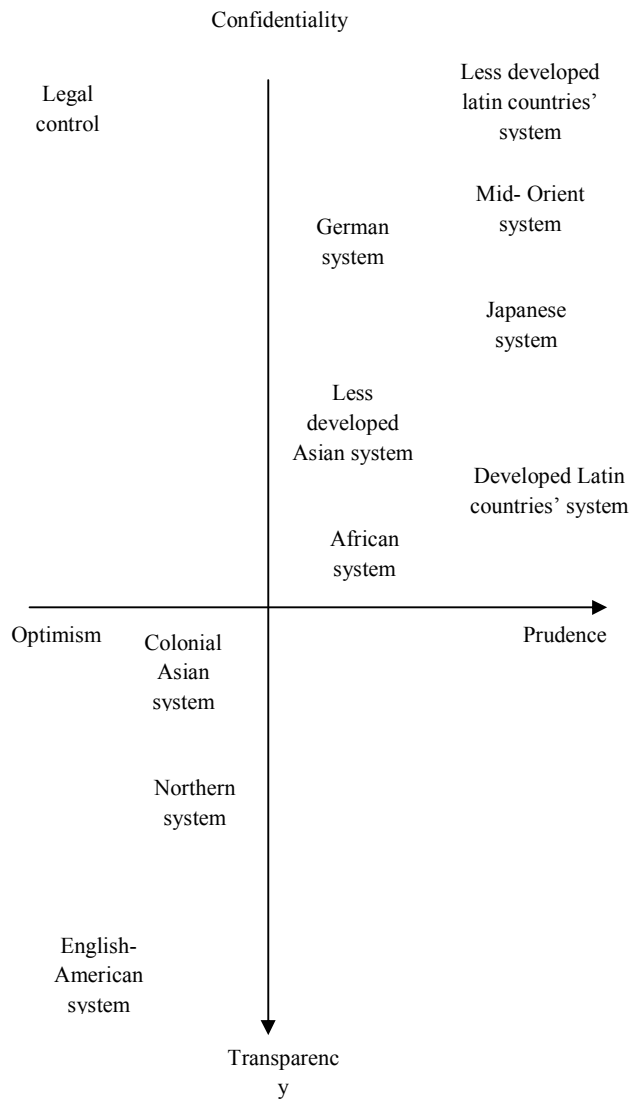 Confidentiality
Legal
control
Less developed
latin countries’
system
Mid- Orient
system
German
system
Japanese
system
Less
developed
Asian system
Developed Latin
countries’ system
African
system
Optimism
Prudence
Colonial
Asian
system
Northern
system
English-
American
system
Transparenc
y